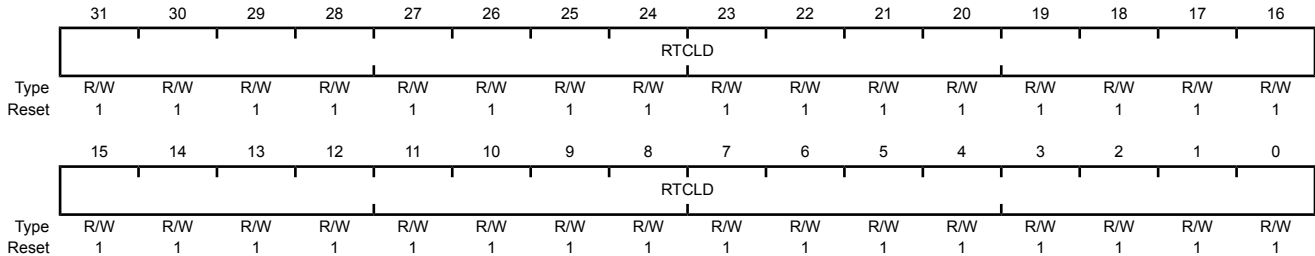 31 30 29 28 27 26 25 24 23 22 21 20 19 18 17 16
RTCLD
Type R/W R/W R/W R/W R/W R/W R/W R/W R/W R/W R/W R/W R/W R/W R/W R/W
Reset 1 1 1 1 1 1 1 1 1 1 1 1 1 1 1 1
15 14 13 12 11 10 9 8 7 6 5 4 3 2 1 0
RTCLD
Type R/W R/W R/W R/W R/W R/W R/W R/W R/W R/W R/W R/W R/W R/W R/W R/W
Reset 1 1 1 1 1 1 1 1 1 1 1 1 1 1 1 1